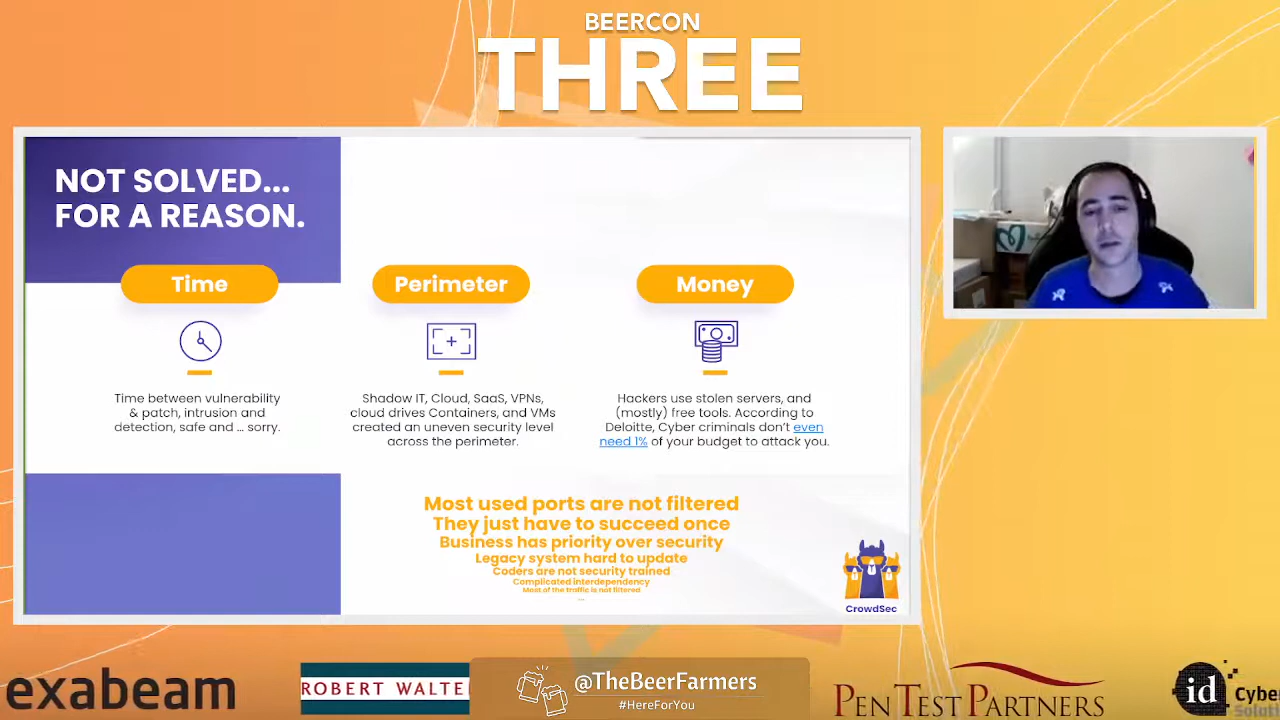 BEERCON
THREE
NOT SOLVED...
FOR A REASON.
Time
Time between vulnerability
& patch, intrusion and
detection, safe and ... sorry.
Perimeter
Shadow IT, Cloud, SaaS, VPNs,
cloud drives Containers, and VMs
created an uneven security level
across the perimeter.
Money
Hackers use stolen servers, and
(mostly) free tools. According to
Deloitte, Cyber criminals don't even
need 1% of your budget to attack you.
Most used ports are not filtered
They just have to succeed once
Business has priority over security
Legacy system hard to update
Coders are not security trained
Complicated interdependency
Most of the traffic is not filtered
...
CrowdSec
exabeam
ROBERT WALTE
@TheBeerFarmers
#HereForYou
PEN TEST PARTNERS
id
Cyber
Soluti